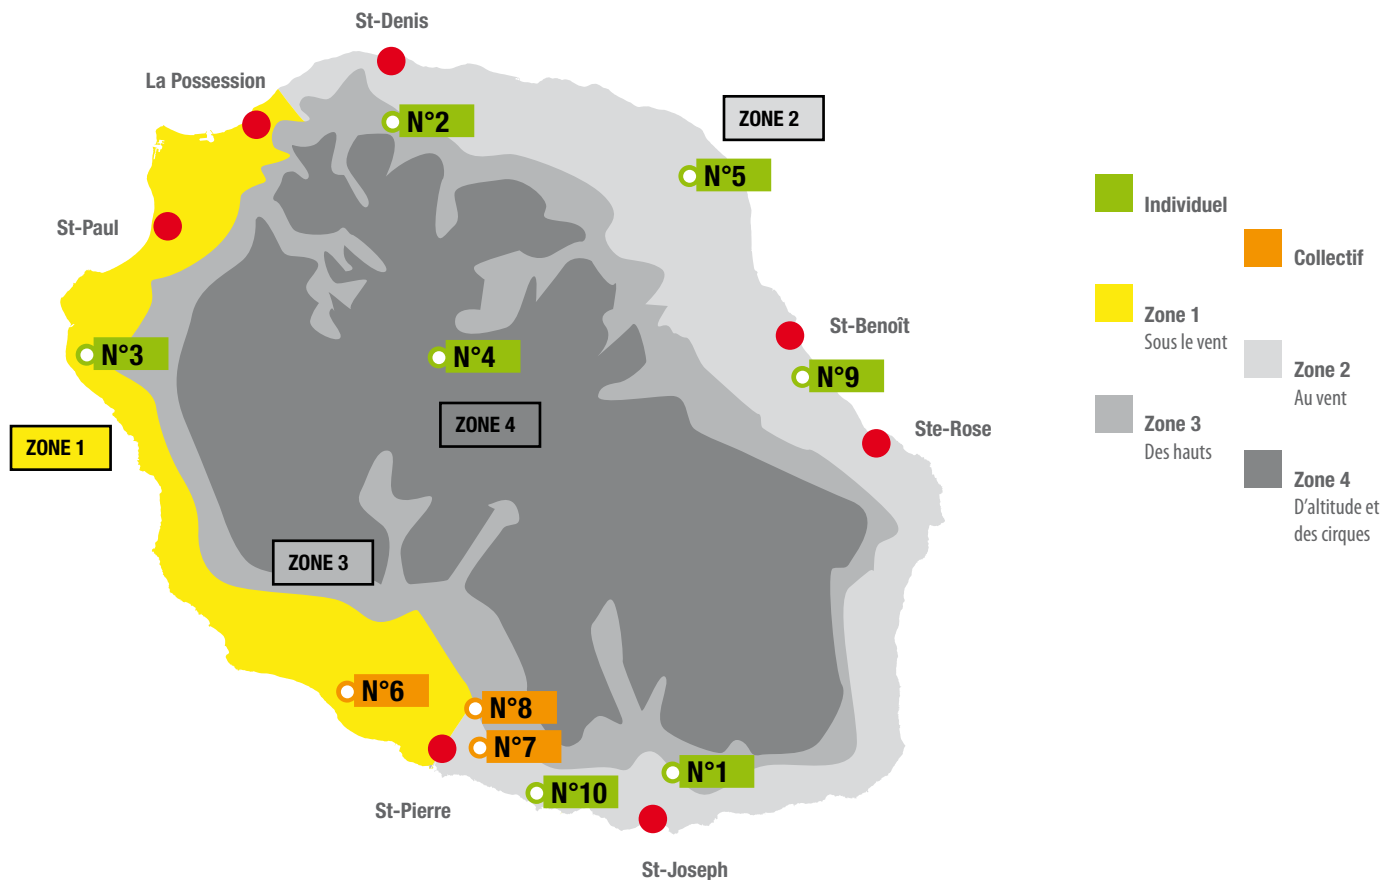 St-Denis
La Possession
N°2
ZONE 2
N°5
St-Paul
St-Benoît
N°3
N°4
N°9
ZONE 4
Ste-Rose
ZONE 1
ZONE 3
N°6
N°8
N°7
N°1
N°10
St-Pierre
St-Joseph
Individuel
Collectif
Zone 1
Sous le vent
Zone 2
Au vent
Zone 3
Des hauts
Zone 4
D'altitude et
des cirques